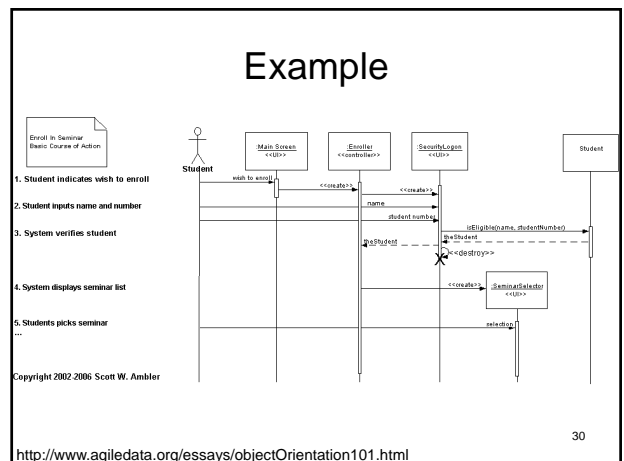 Example
Enroll In Seminar
Basic Course of Action
Student
:Main Screen
<<UI>>
:Enroller
<<controller>>
:SecurityLogon
<<UI>>
Student
1. Student indicates wish to enroll
wish to enroll
<<create>>
<<create>>
2. Student inputs name and number
name
student number
3. System verifies student
isEligible(name, studentNumber)
theStudent
theStudent
X
<<destroy>>
4. System displays seminar list
<<create>>
:SeminarSelector
<<UI>>
5. Students picks seminar
selection
...
Copyright 2002-2006 Scott W. Ambler
30
http://www.agiledata.org/essays/objectOrientation101.html